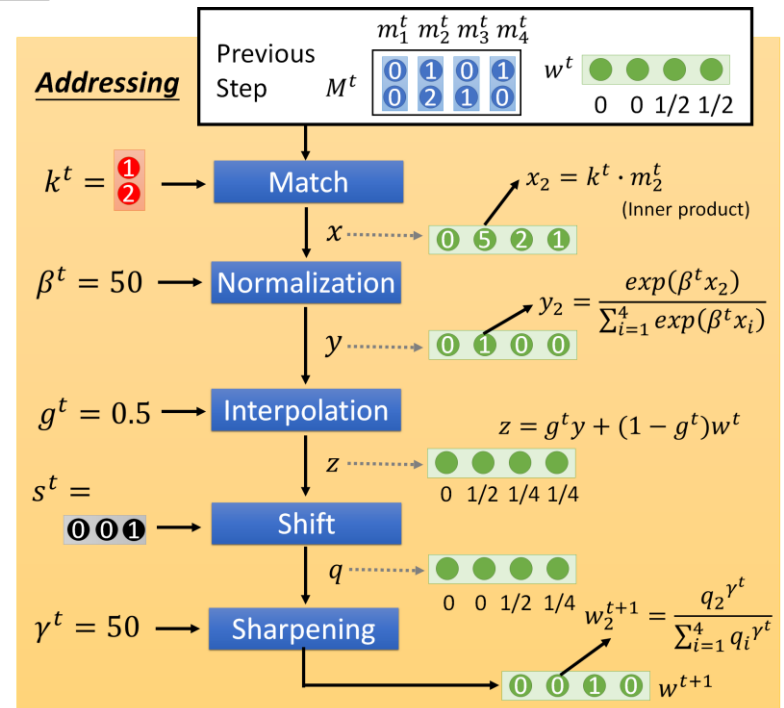 m₁ᵗ m₂ᵗ m₃ᵗ m₄ᵗ
Previous
Step
Mᵗ
0 1 0 1
0 2 1 0
wᵗ
0 0 1/2 1/2
Addressing
kᵗ =
1
2
Match
x₂ = kᵗ · m₂ᵗ
(Inner product)
x
0 5 2 1
βᵗ = 50
Normalization
y₂ = exp(βᵗx₂) / ∑ᵢ₌₁⁴ exp(βᵗxᵢ)
y
0 1 0 0
gᵗ = 0.5
Interpolation
z = gᵗy + (1 − gᵗ)wᵗ
z
0 1/2 1/4 1/4
sᵗ =
0 0 1
Shift
q
0 0 1/2 1/4
γᵗ = 50
Sharpening
w₂ᵗ⁺¹ = q₂^γᵗ / ∑ᵢ₌₁⁴ qᵢ^γᵗ
0 0 1 0
wᵗ⁺¹